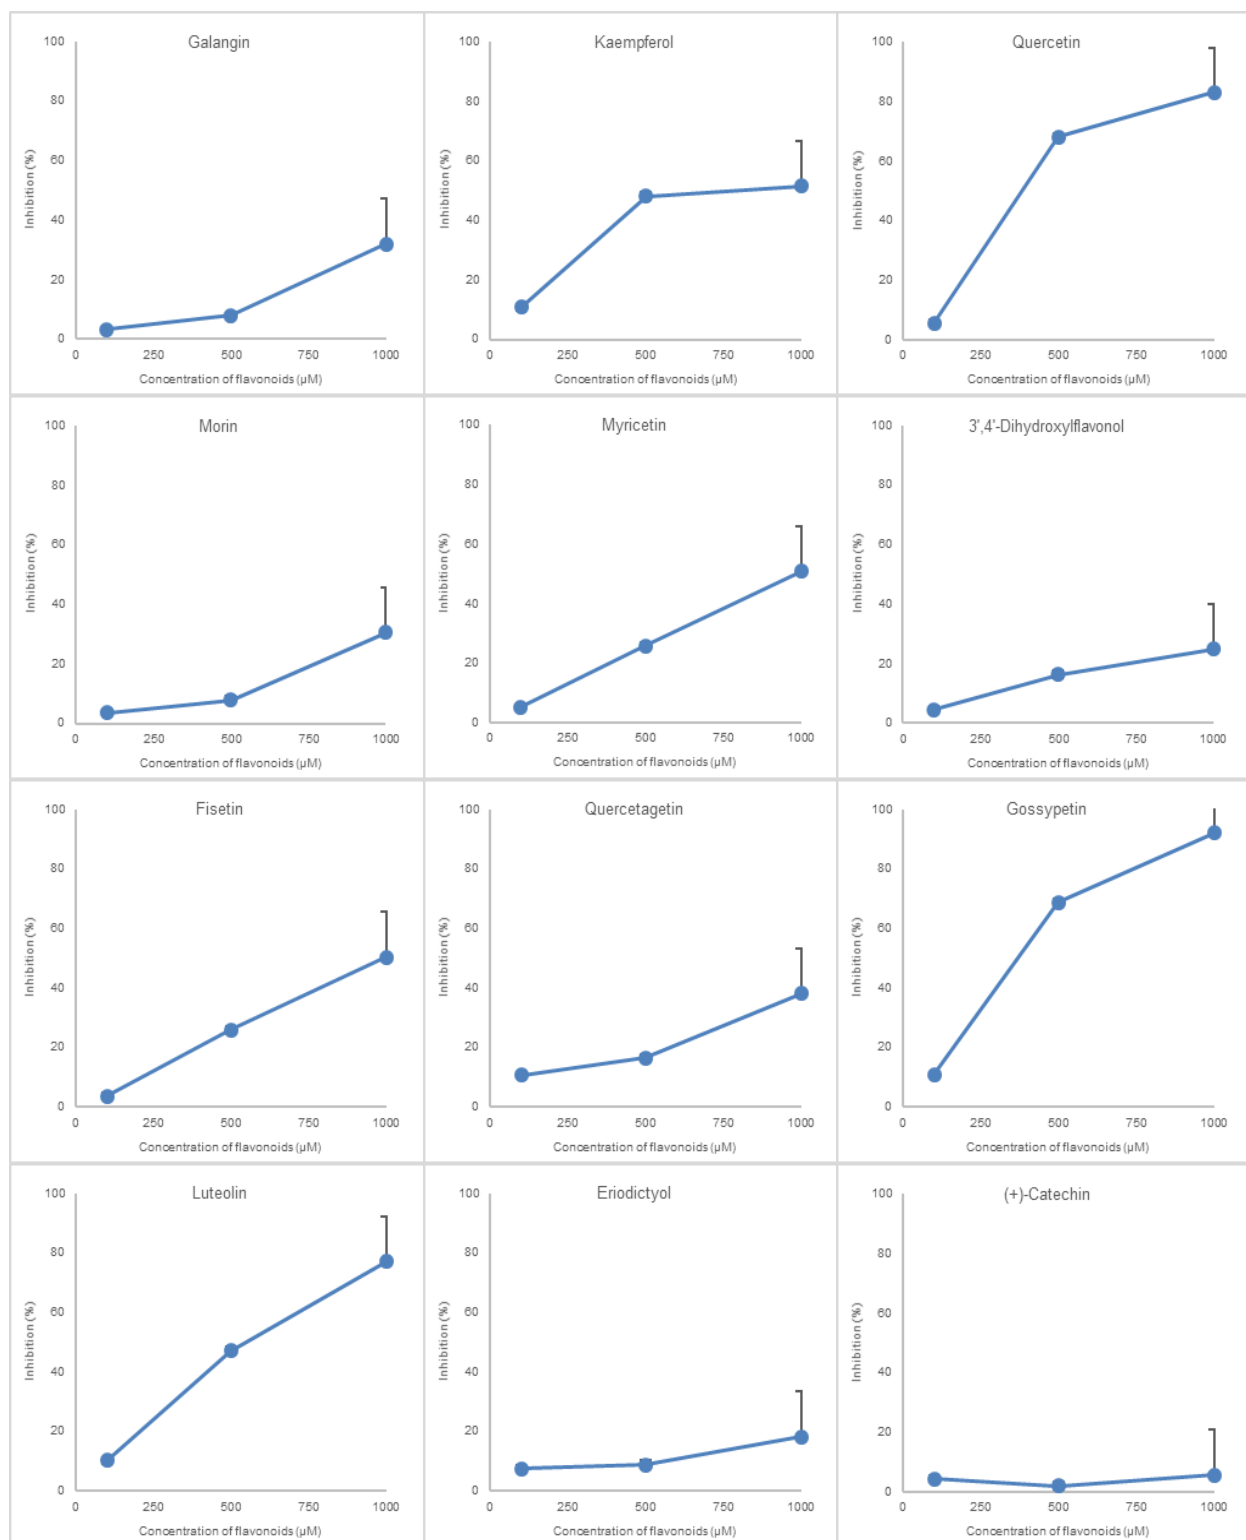 Galangin
Inhibition (%)
100
80
60
40
20
0
0 250 500 750 1000
Concentration of flavonoids (µM)
Kaempferol
Inhibition (%)
100
80
60
40
20
0
0 250 500 750 1000
Concentration of flavonoids (µM)
Quercetin
Inhibition (%)
100
80
60
40
20
0
0 250 500 750 1000
Concentration of flavonoids (µM)
Morin
Inhibition (%)
100
80
60
40
20
0
0 250 500 750 1000
Concentration of flavonoids (µM)
Myricetin
Inhibition (%)
100
80
60
40
20
0
0 250 500 750 1000
Concentration of flavonoids (µM)
3',4'-Dihydroxylflavonol
Inhibition (%)
100
80
60
40
20
0
0 250 500 750 1000
Concentration of flavonoids (µM)
Fisetin
Inhibition (%)
100
80
60
40
20
0
0 250 500 750 1000
Concentration of flavonoids (µM)
Quercetagetin
Inhibition (%)
100
80
60
40
20
0
0 250 500 750 1000
Concentration of flavonoids (µM)
Gossypetin
Inhibition (%)
100
80
60
40
20
0
0 250 500 750 1000
Concentration of flavonoids (µM)
Luteolin
Inhibition (%)
100
80
60
40
20
0
0 250 500 750 1000
Concentration of flavonoids (µM)
Eriodictyol
Inhibition (%)
100
80
60
40
20
0
0 250 500 750 1000
Concentration of flavonoids (µM)
(+)-Catechin
Inhibition (%)
100
80
60
40
20
0
0 250 500 750 1000
Concentration of flavonoids (µM)